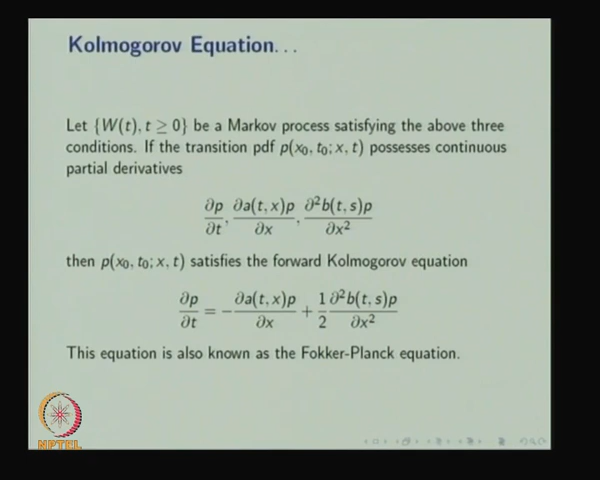 Kolmogorov Equation...
Let {W(t), t ≥ 0} be a Markov process satisfying the above three
conditions. If the transition pdf p(x₀, t₀; x, t) possesses continuous
partial derivatives
∂p/∂t, ∂a(t, x)p/∂x, ∂²b(t, s)p/∂x²
then p(x₀, t₀; x, t) satisfies the forward Kolmogorov equation
∂p/∂t = −∂a(t, x)p/∂x + 1/2 ∂²b(t, s)p/∂x²
This equation is also known as the Fokker-Planck equation.
NPTEL